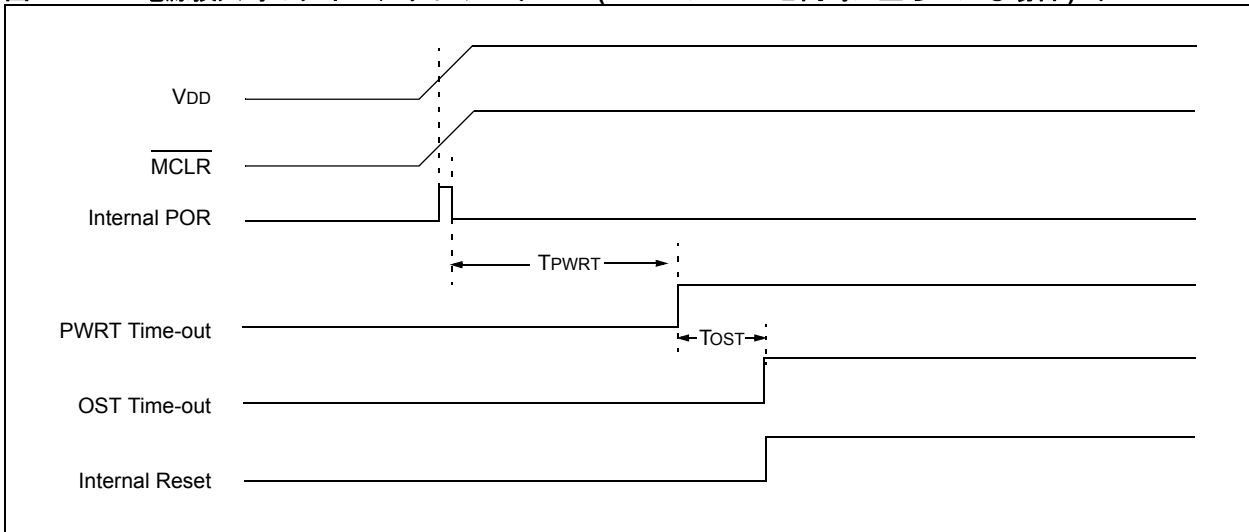 VDD
MCLR
Internal POR
TPWRT
PWRT Time-out
TOST
OST Time-out
Internal Reset